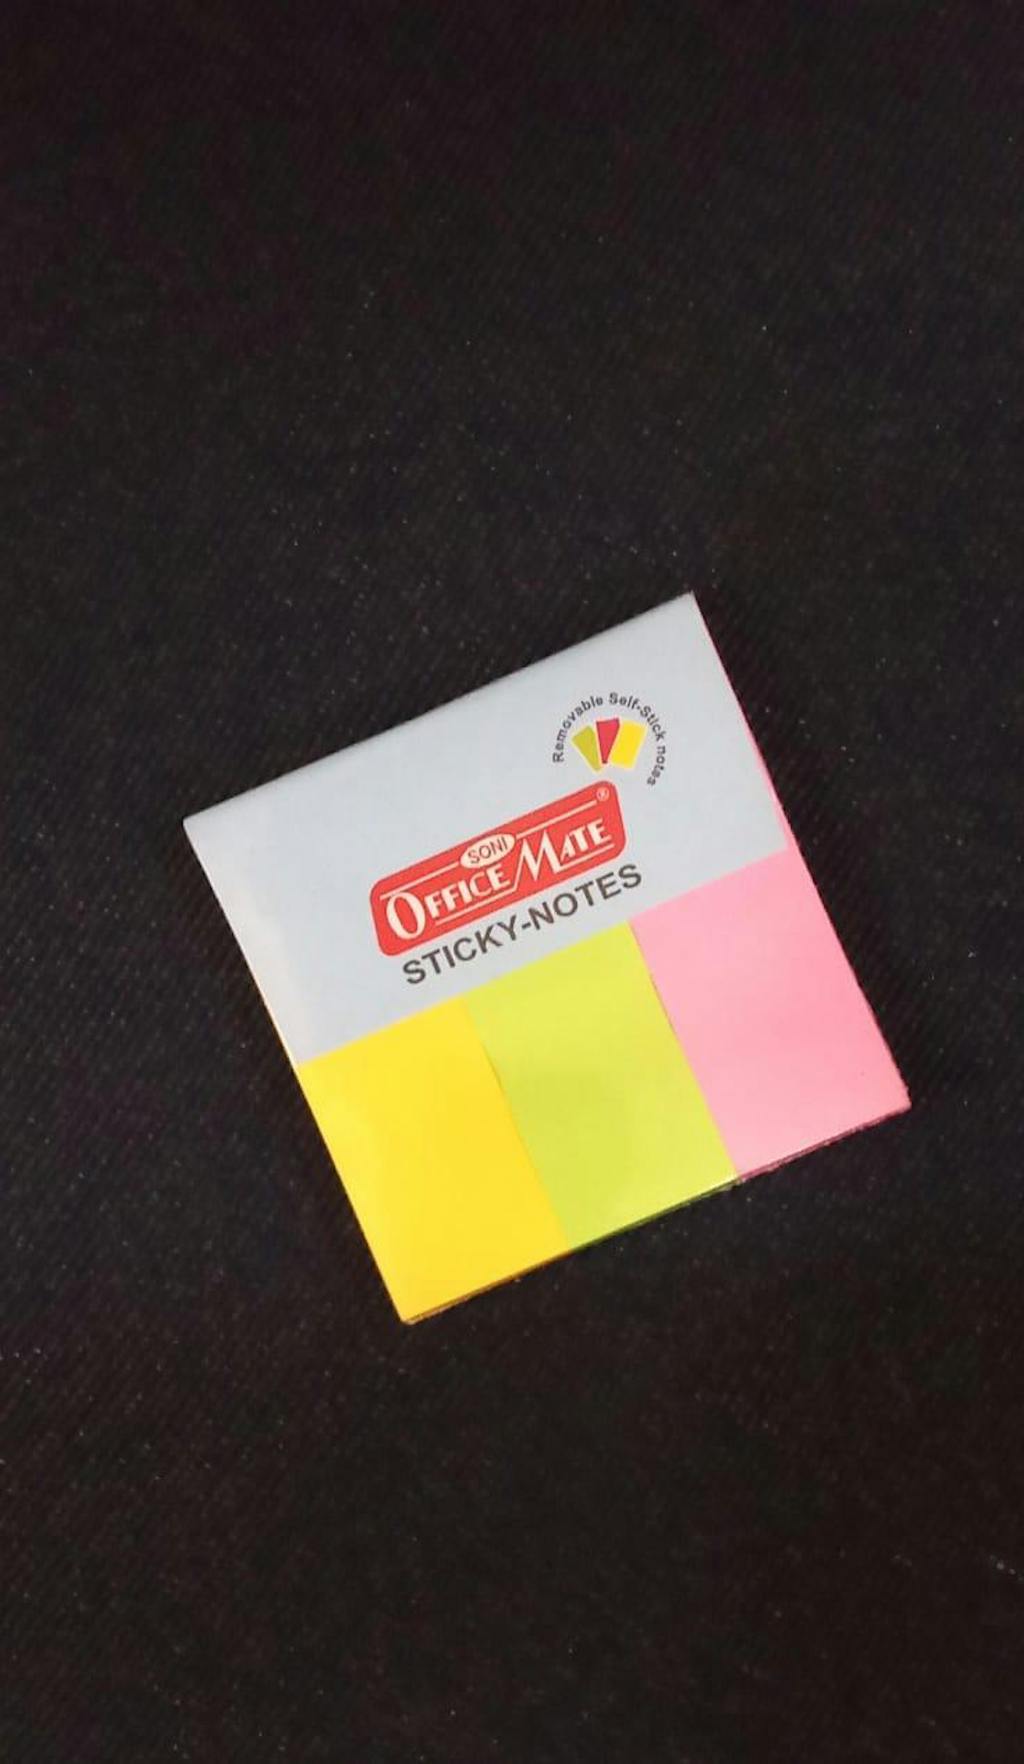 Removable Self-Stick notes
SONI
OFFICE MATE®
STICKY-NOTES